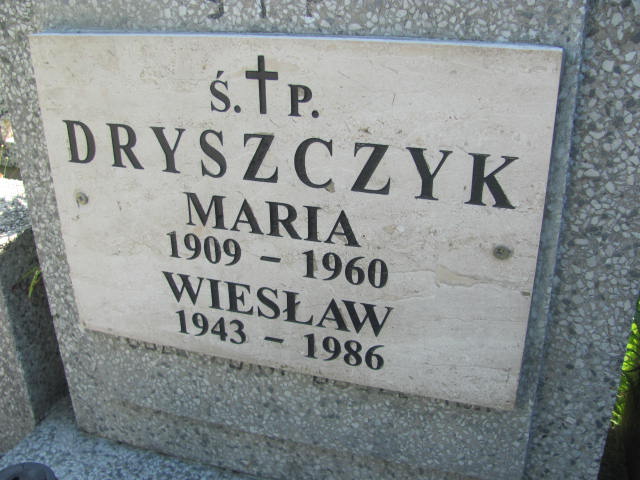 Ś. P.
DRYSZCZYK
MARIA
1909 - 1960
WIESŁAW
1943 - 1986